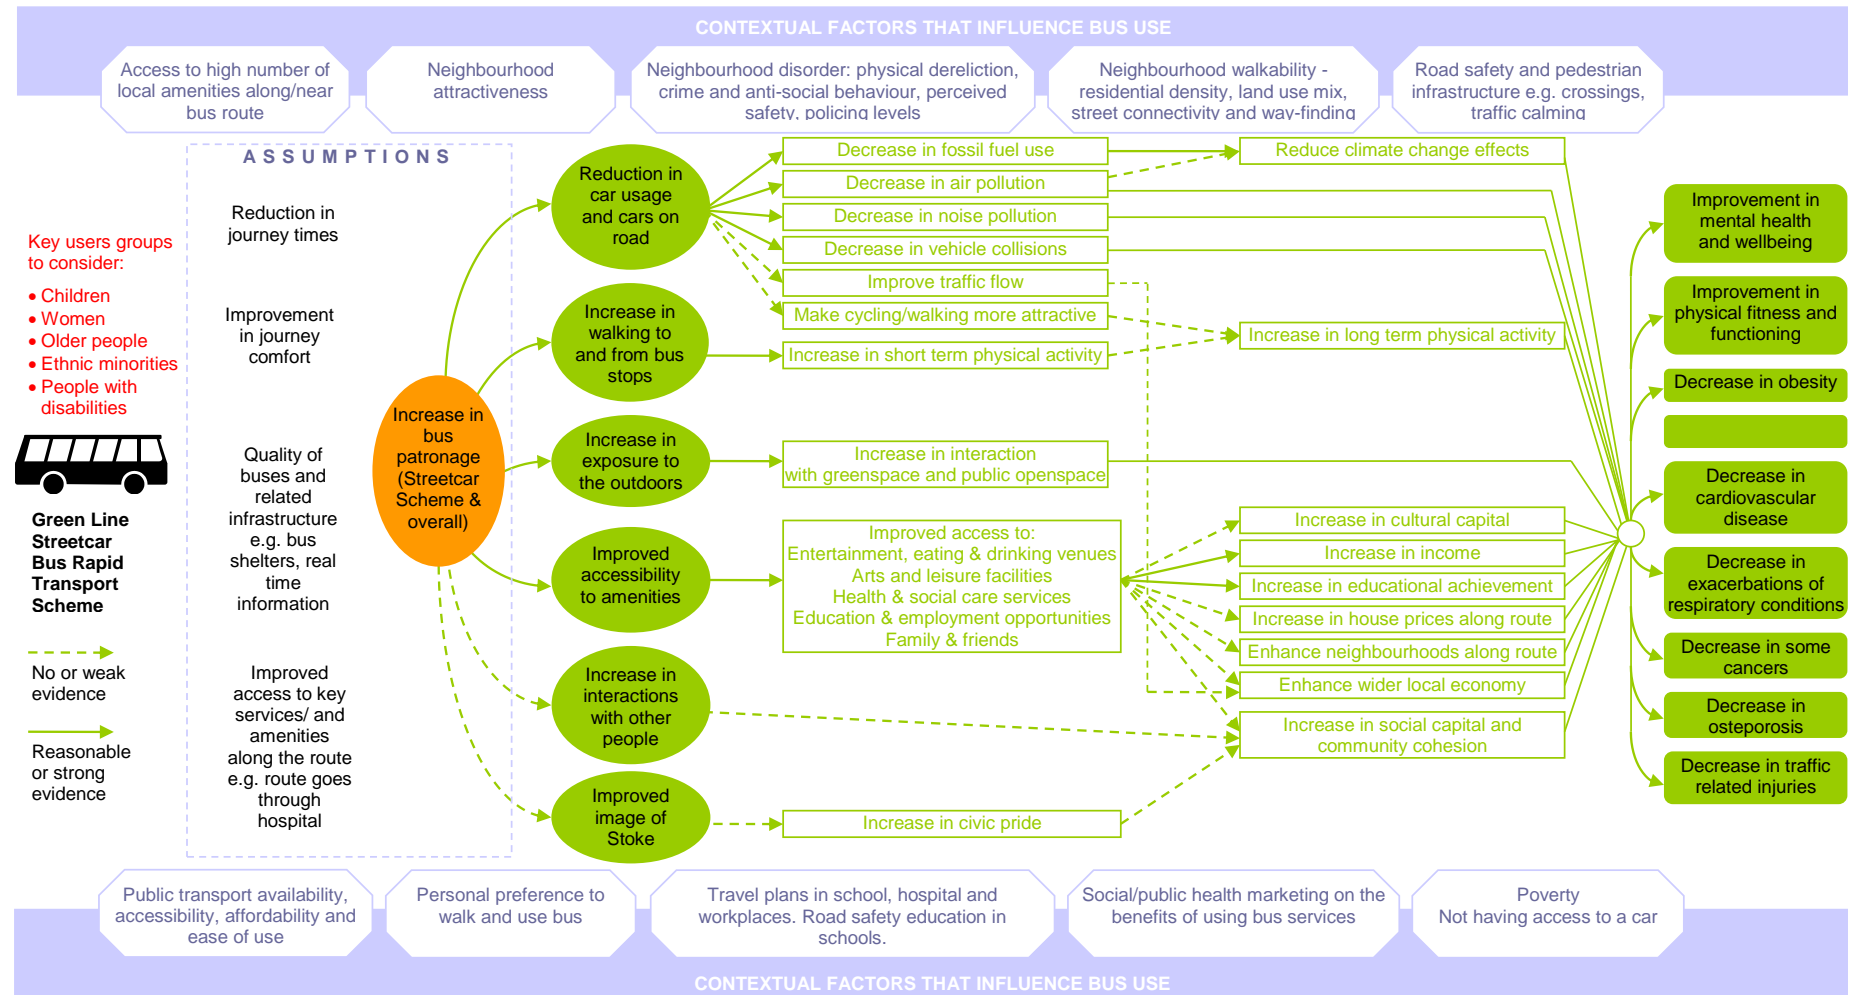 CONTEXTUAL FACTORS THAT INFLUENCE BUS USE
Access to high number of
local amenities along/near
bus route
Neighbourhood
attractiveness
Neighbourhood disorder: physical dereliction,
crime and anti-social behaviour, perceived
safety, policing levels
Neighbourhood walkability -
residential density, land use mix,
street connectivity and way-finding
Road safety and pedestrian
infrastructure e.g. crossings,
traffic calming
Key users groups
to consider:
• Children
• Women
• Older people
• Ethnic minorities
• People with
disabilities
Green Line
Streetcar
Bus Rapid
Transport
Scheme
No or weak
evidence
Reasonable
or strong
evidence
ASSUMPTIONS
Reduction in
journey times
Improvement
in journey
comfort
Quality of
buses and
related
infrastructure
e.g. bus
shelters, real
time
information
Improved
access to key
services/ and
amenities
along the route
e.g. route goes
through
hospital
Increase in
bus
patronage
(Streetcar
Scheme &
overall)
Reduction in
car usage
and cars on
road
Increase in
walking to
and from bus
stops
Increase in
exposure to
the outdoors
Improved
accessibility
to amenities
Increase in
interactions
with other
people
Improved
image of
Stoke
Decrease in fossil fuel use
Decrease in air pollution
Decrease in noise pollution
Decrease in vehicle collisions
Improve traffic flow
Make cycling/walking more attractive
Increase in short term physical activity
Increase in interaction
with greenspace and public openspace
Improved access to:
Entertainment, eating & drinking venues
Arts and leisure facilities
Health & social care services
Education & employment opportunities
Family & friends
Increase in civic pride
Reduce climate change effects
Increase in long term physical activity
Increase in cultural capital
Increase in income
Increase in educational achievement
Increase in house prices along route
Enhance neighbourhoods along route
Enhance wider local economy
Increase in social capital and
community cohesion
Improvement in
mental health
and wellbeing
Improvement in
physical fitness and
functioning
Decrease in obesity
Decrease in
cardiovascular
disease
Decrease in
exacerbations of
respiratory conditions
Decrease in some
cancers
Decrease in
osteporosis
Decrease in traffic
related injuries
Public transport availability,
accessibility, affordability and
ease of use
Personal preference to
walk and use bus
Travel plans in school, hospital and
workplaces. Road safety education in
schools.
Social/public health marketing on the
benefits of using bus services
Poverty
Not having access to a car
CONTEXTUAL FACTORS THAT INFLUENCE BUS USE